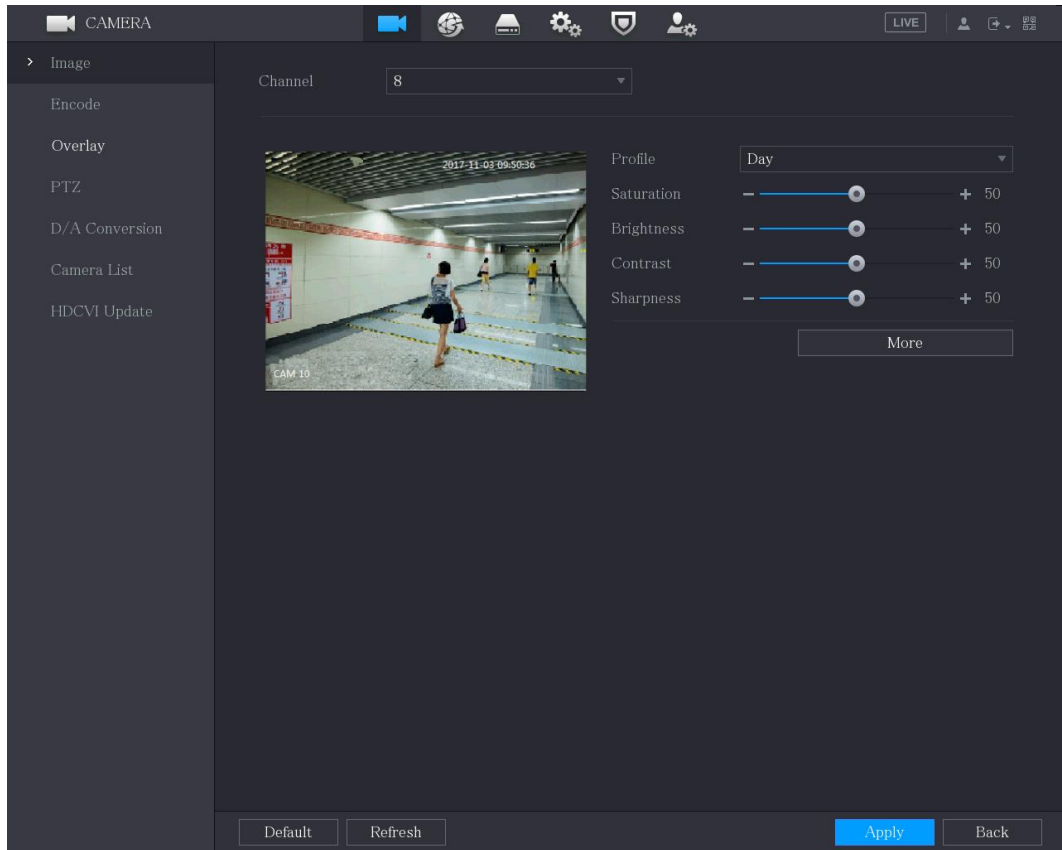 CAMERA
LIVE
Image
Encode
Overlay
PTZ
D/A Conversion
Camera List
HDCVI Update
Channel 8
2017-11-03 09:50:36
CAM 10
Profile Day
Saturation 50
Brightness 50
Contrast 50
Sharpness 50
More
Default Refresh Apply Back